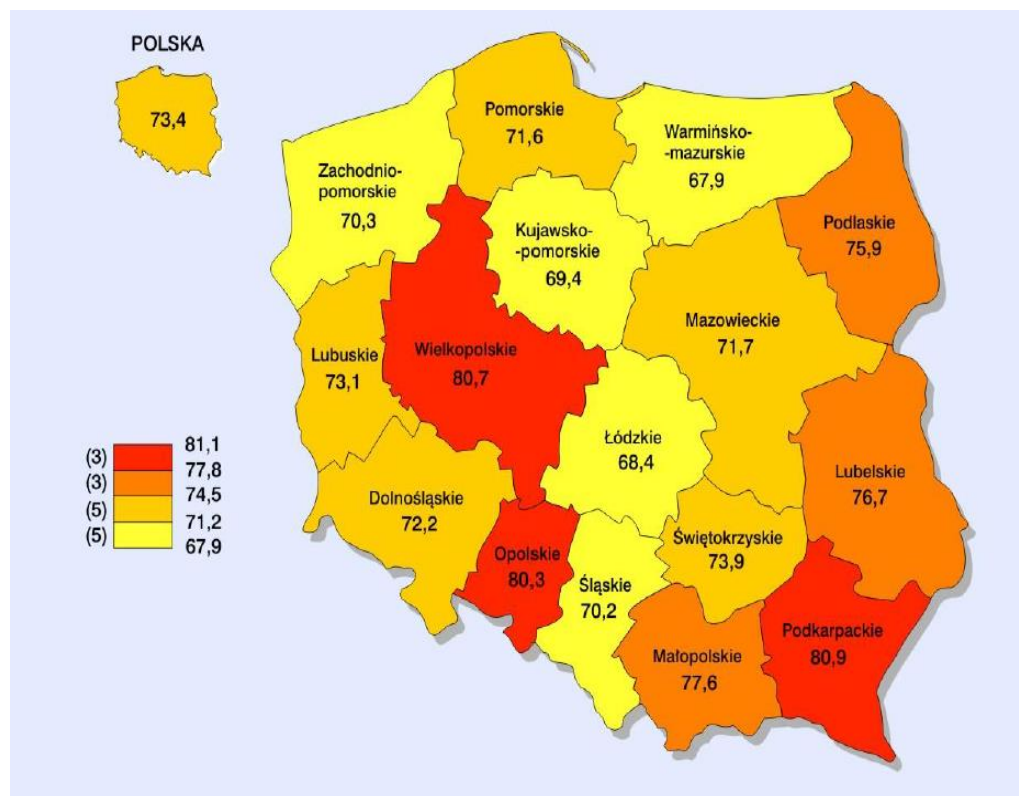 POLSKA
73,4
Pomorskie
71,6
Warmińsko-
-mazurskie
67,9
Zachodnio-
pomorskie
70,3
Podlaskie
75,9
Kujawsko-
-pomorskie
69,4
Mazowieckie
71,7
Lubuskie
73,1
Wielkopolskie
80,7
Łódzkie
68,4
Lubelskie
76,7
Dolnośląskie
72,2
Świętokrzyskie
73,9
Opolskie
80,3
Śląskie
70,2
Podkarpackie
80,9
Małopolskie
77,6
81,1
(3)
77,8
(3)
74,5
(5)
71,2
(5)
67,9